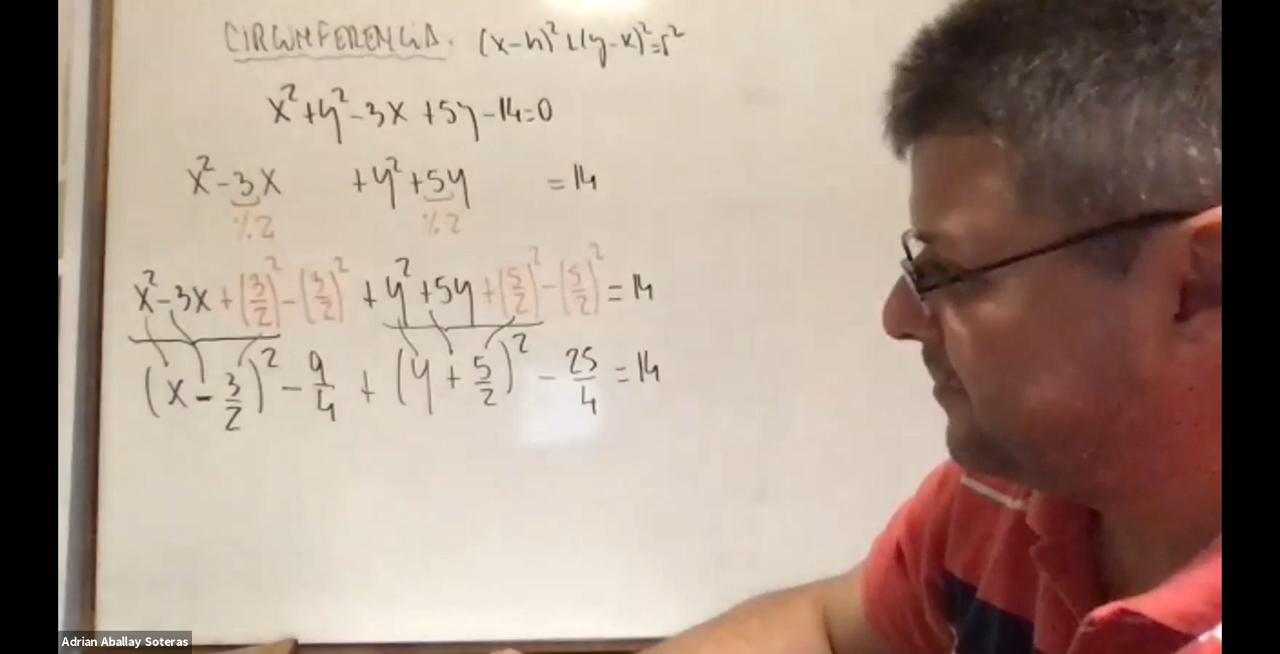 CIRCUNFERENCIA. (x-h)²+(y-k)²=r²
x²+y²-3x+5y-14=0
x²-3x +y²+5y =14
%2 %2
x²-3x+(3/2)²-(3/2)²+y²+5y+(5/2)²-(5/2)²=14
(x-3/2)²-9/4+(y+5/2)²-25/4=14
Adrian Aballay Soteras